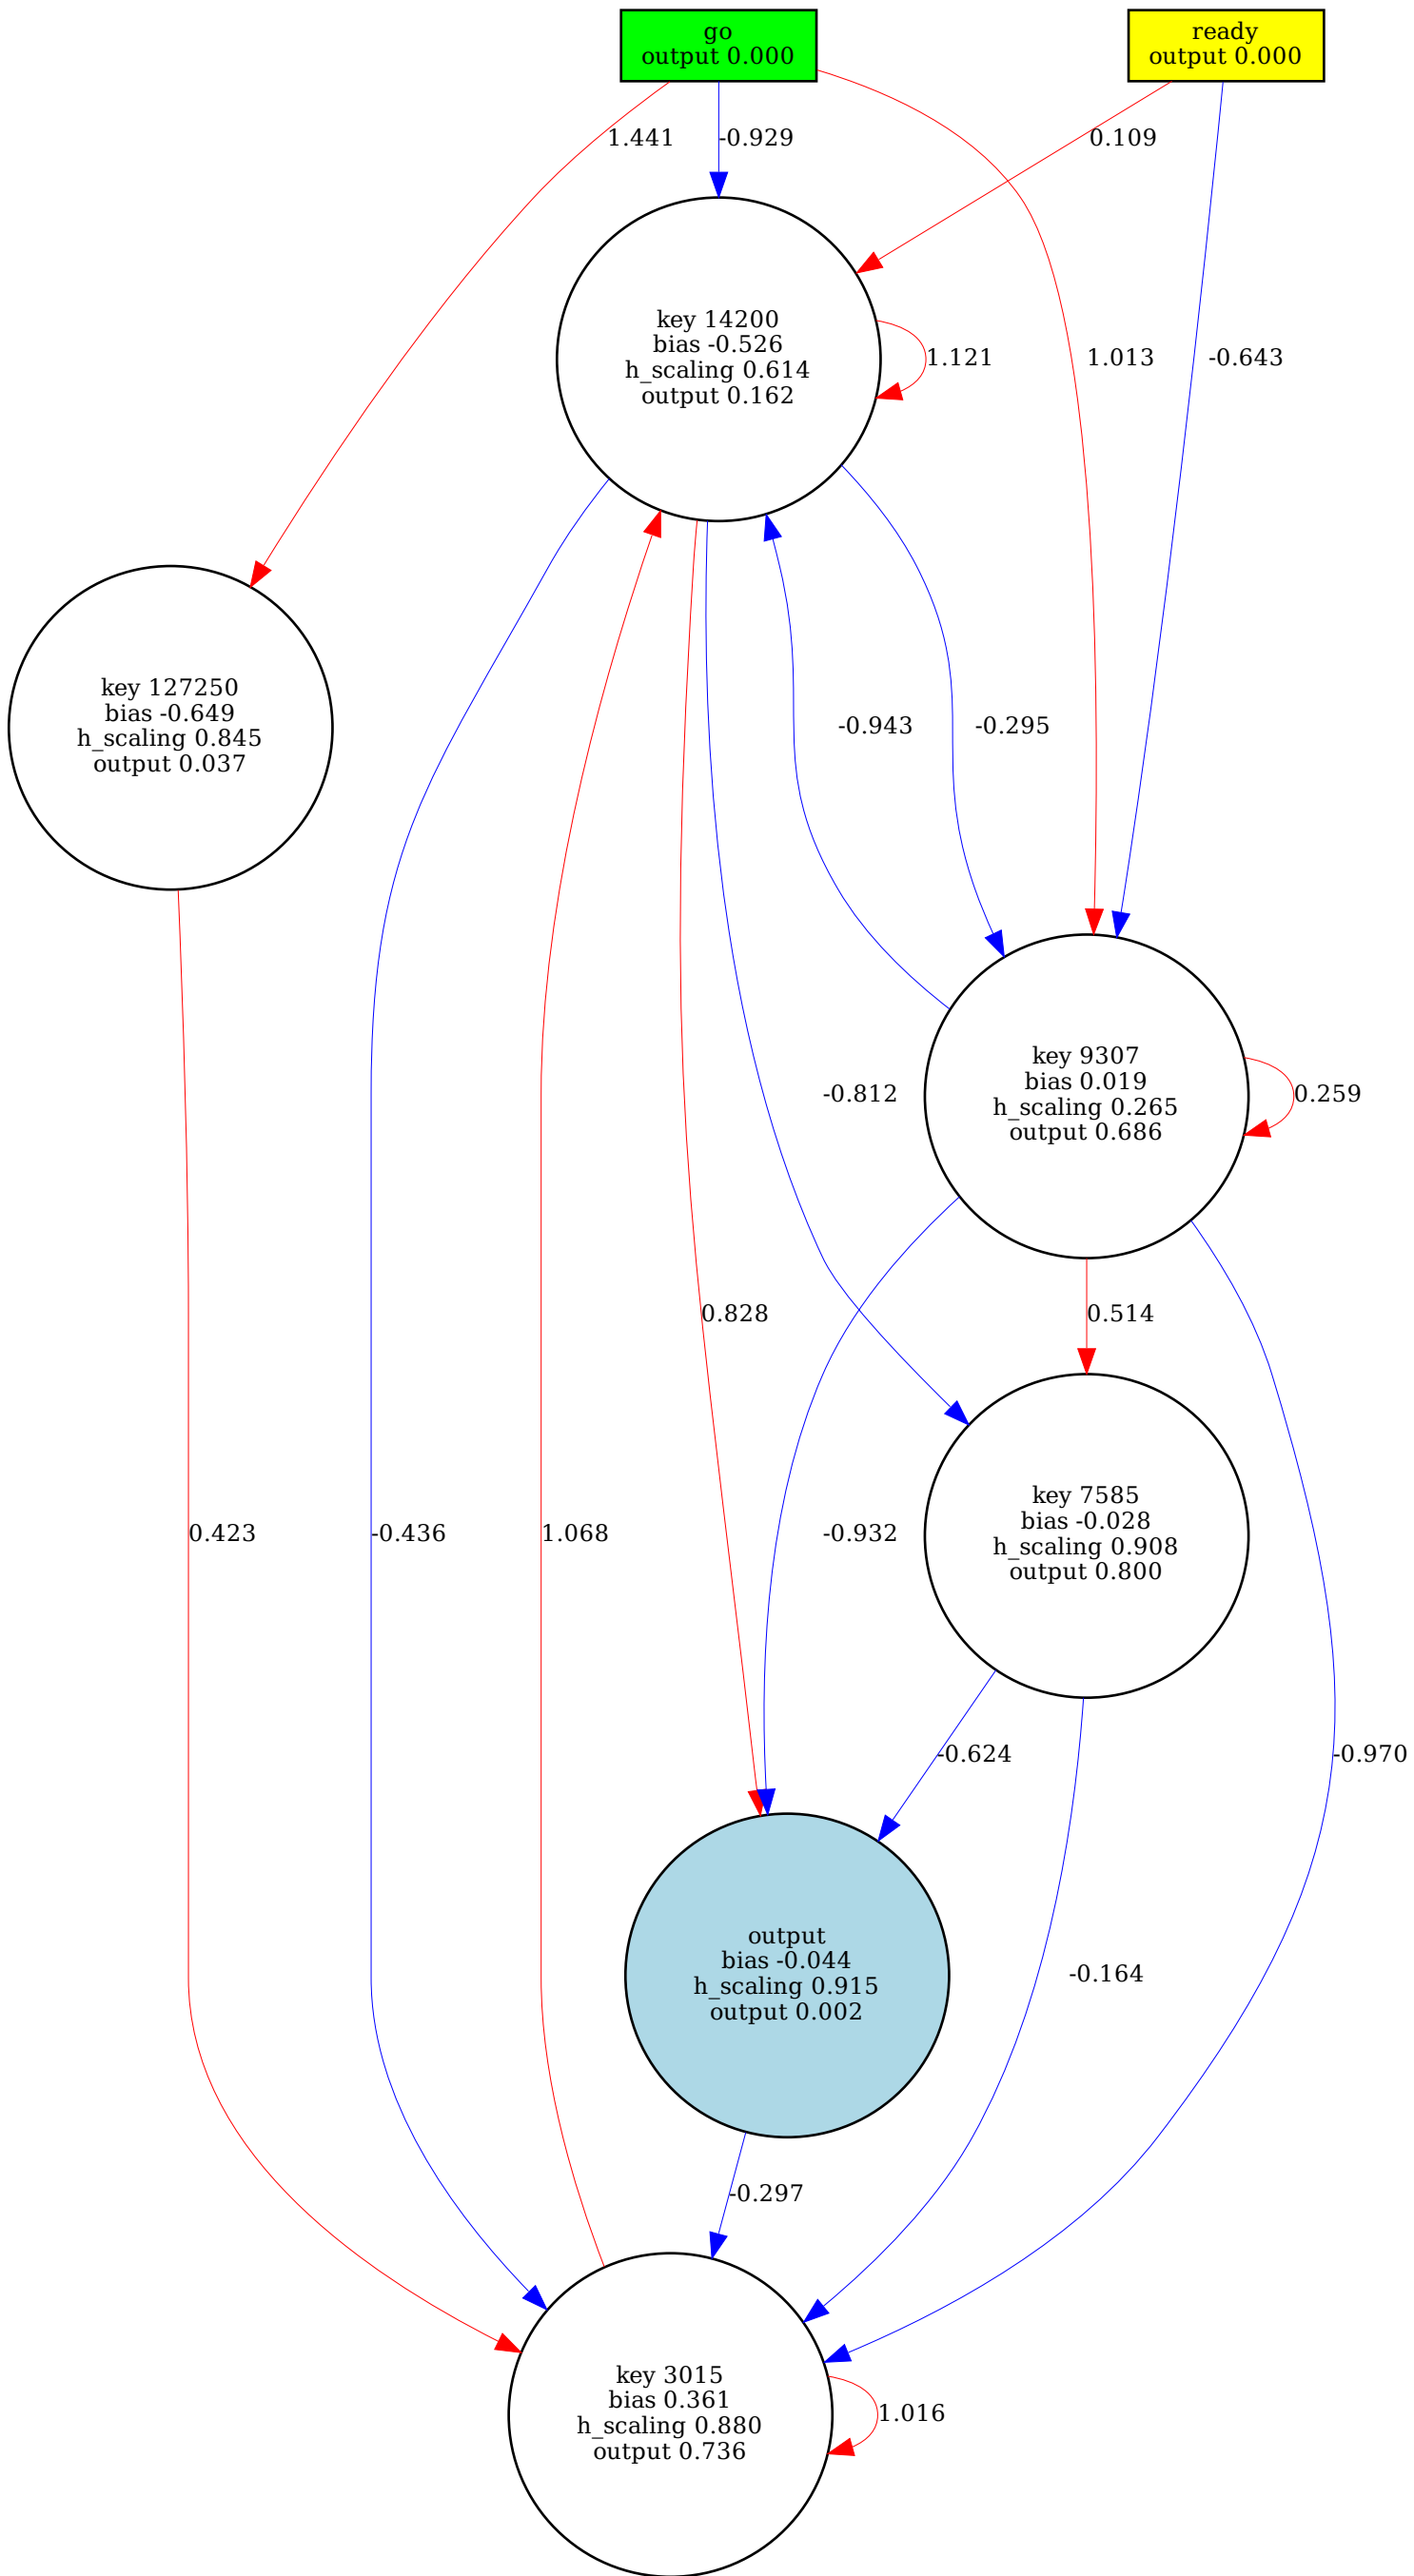 go
output 0.000
ready
output 0.000
1.441
-0.929
0.109
key 14200
bias -0.526
h_scaling 0.614
output 0.162
1.121
1.013
-0.643
key 127250
bias -0.649
h_scaling 0.845
output 0.037
-0.943
-0.295
key 9307
bias 0.019
h_scaling 0.265
output 0.686
-0.812
0.259
0.828
0.514
key 7585
bias -0.028
h_scaling 0.908
output 0.800
0.423
-0.436
1.068
-0.932
-0.624
-0.970
output
bias -0.044
h_scaling 0.915
output 0.002
-0.164
-0.297
key 3015
bias 0.361
h_scaling 0.880
output 0.736
1.016